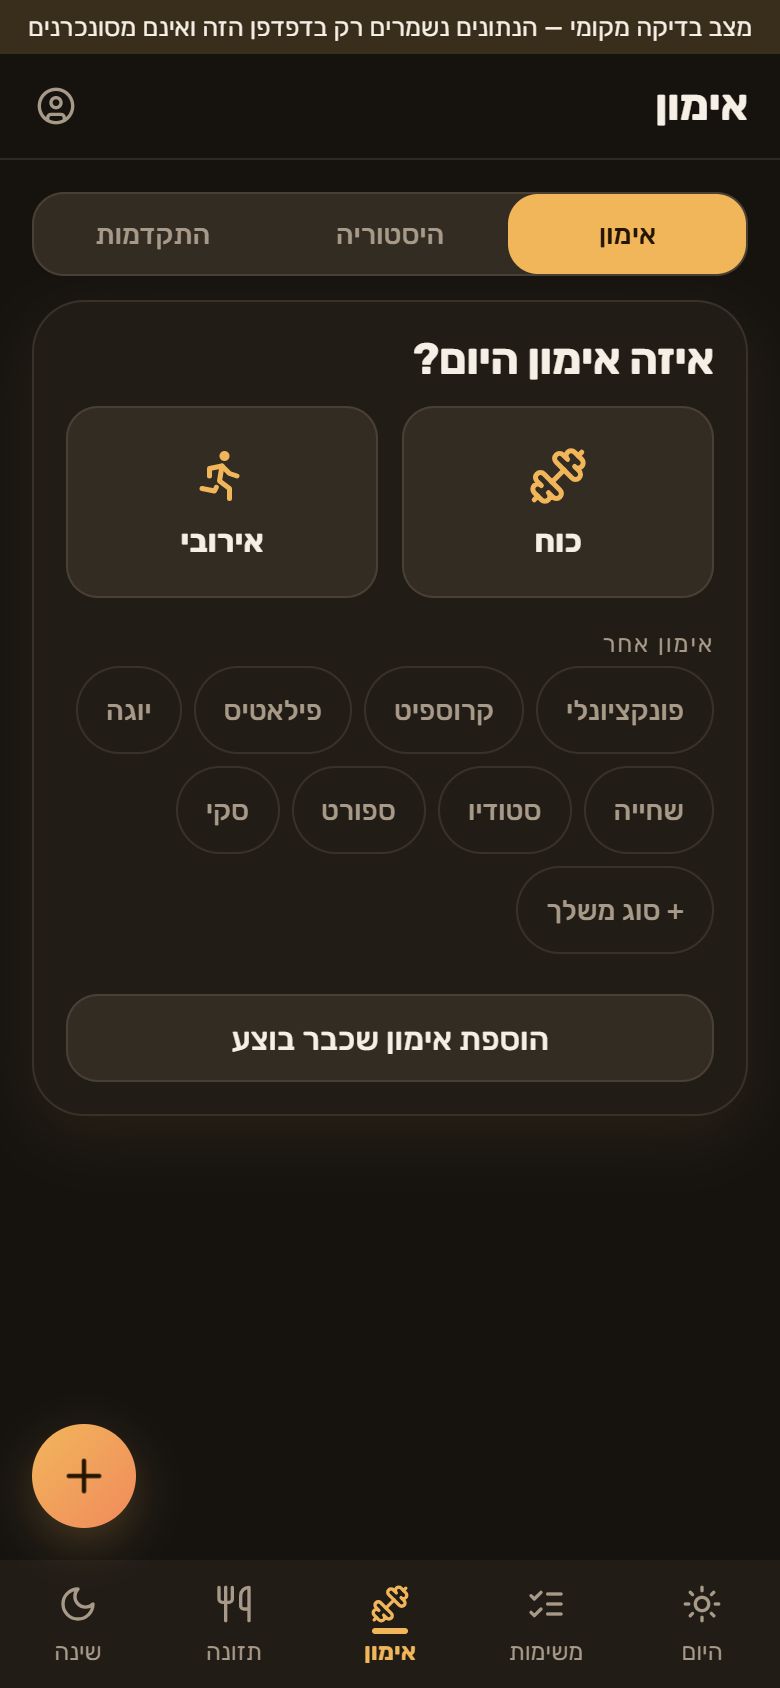 מצב בדיקה מקומי — הנתונים נשמרים רק בדפדפן הזה ואינם מסונכרנים
אימון
אימון היסטוריה התקדמות
איזה אימון היום?
כוח אירובי
אימון אחר
פונקציונלי קרוספיט פילאטיס יוגה
שחייה סטודיו ספורט סקי
+ סוג משלך
הוספת אימון שכבר בוצע
היום משימות אימון תזונה שינה